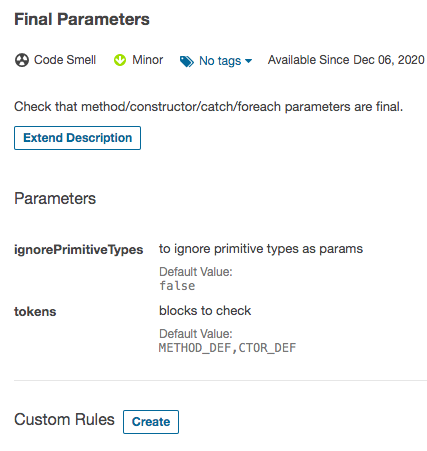 Final Parameters
Code Smell Minor No tags Available Since Dec 06, 2020
Check that method/constructor/catch/foreach parameters are final.
Extend Description
Parameters
ignorePrimitiveTypes to ignore primitive types as params
Default Value:
false
tokens blocks to check
Default Value:
METHOD_DEF,CTOR_DEF
Custom Rules Create